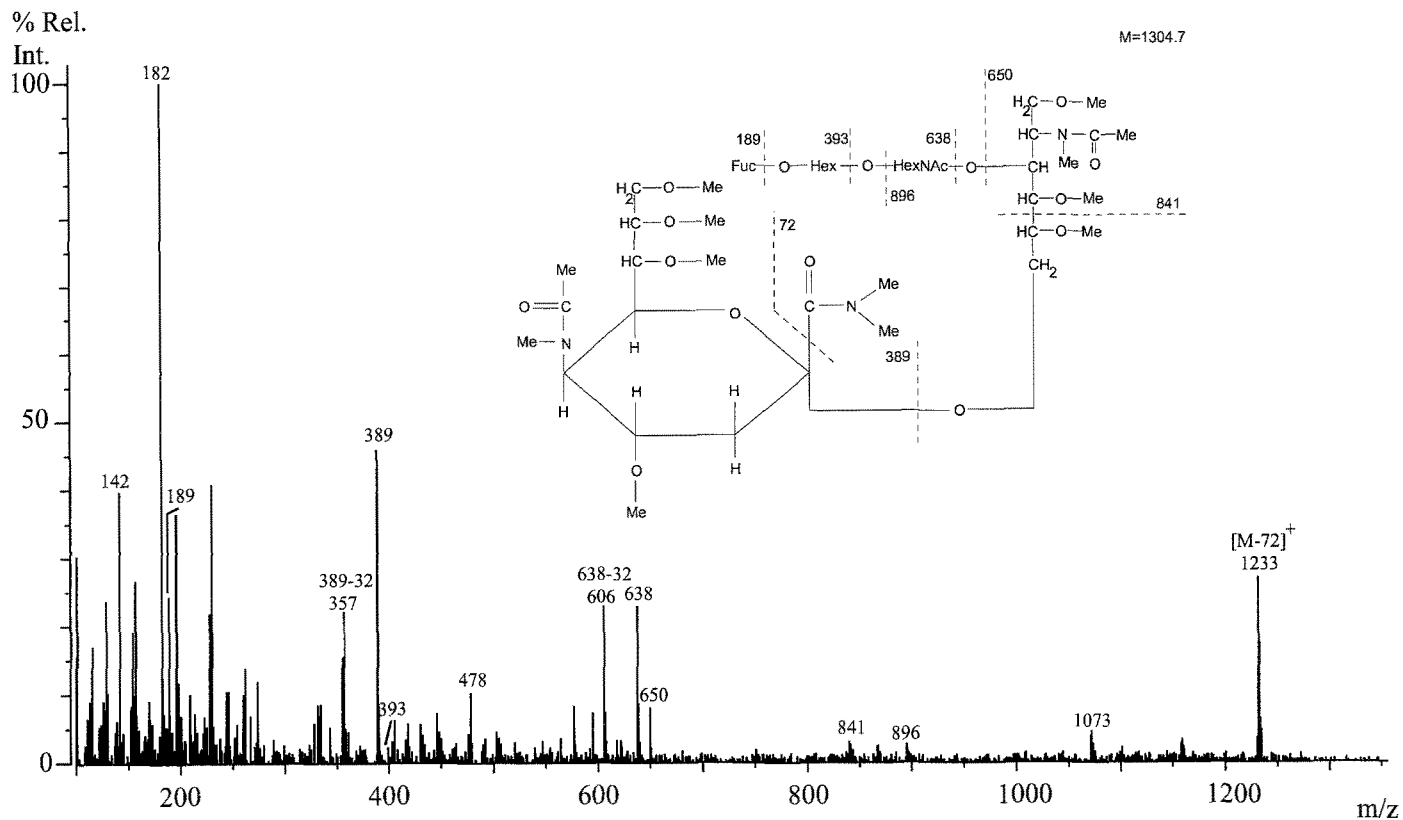 % Rel.
Int.
M=1304.7
100
182
650
H2C—O—Me
HC—N—C—Me
Me O
189 393 638
Fuc—O—Hex—O—HexNAc—O—CH
896
HC—O—Me
841
HC—O—Me
CH2
H2C—O—Me
HC—O—Me
HC—O—Me
72
Me
O=C
Me—N
O
H
H
H H
H
O
Me
O
C—N
Me
Me
389
O
50
389
142
189
389-32
357
638-32
606
638
[M-72]+
1233
393
478
650
841
896
1073
0
200 400 600 800 1000 1200
m/z